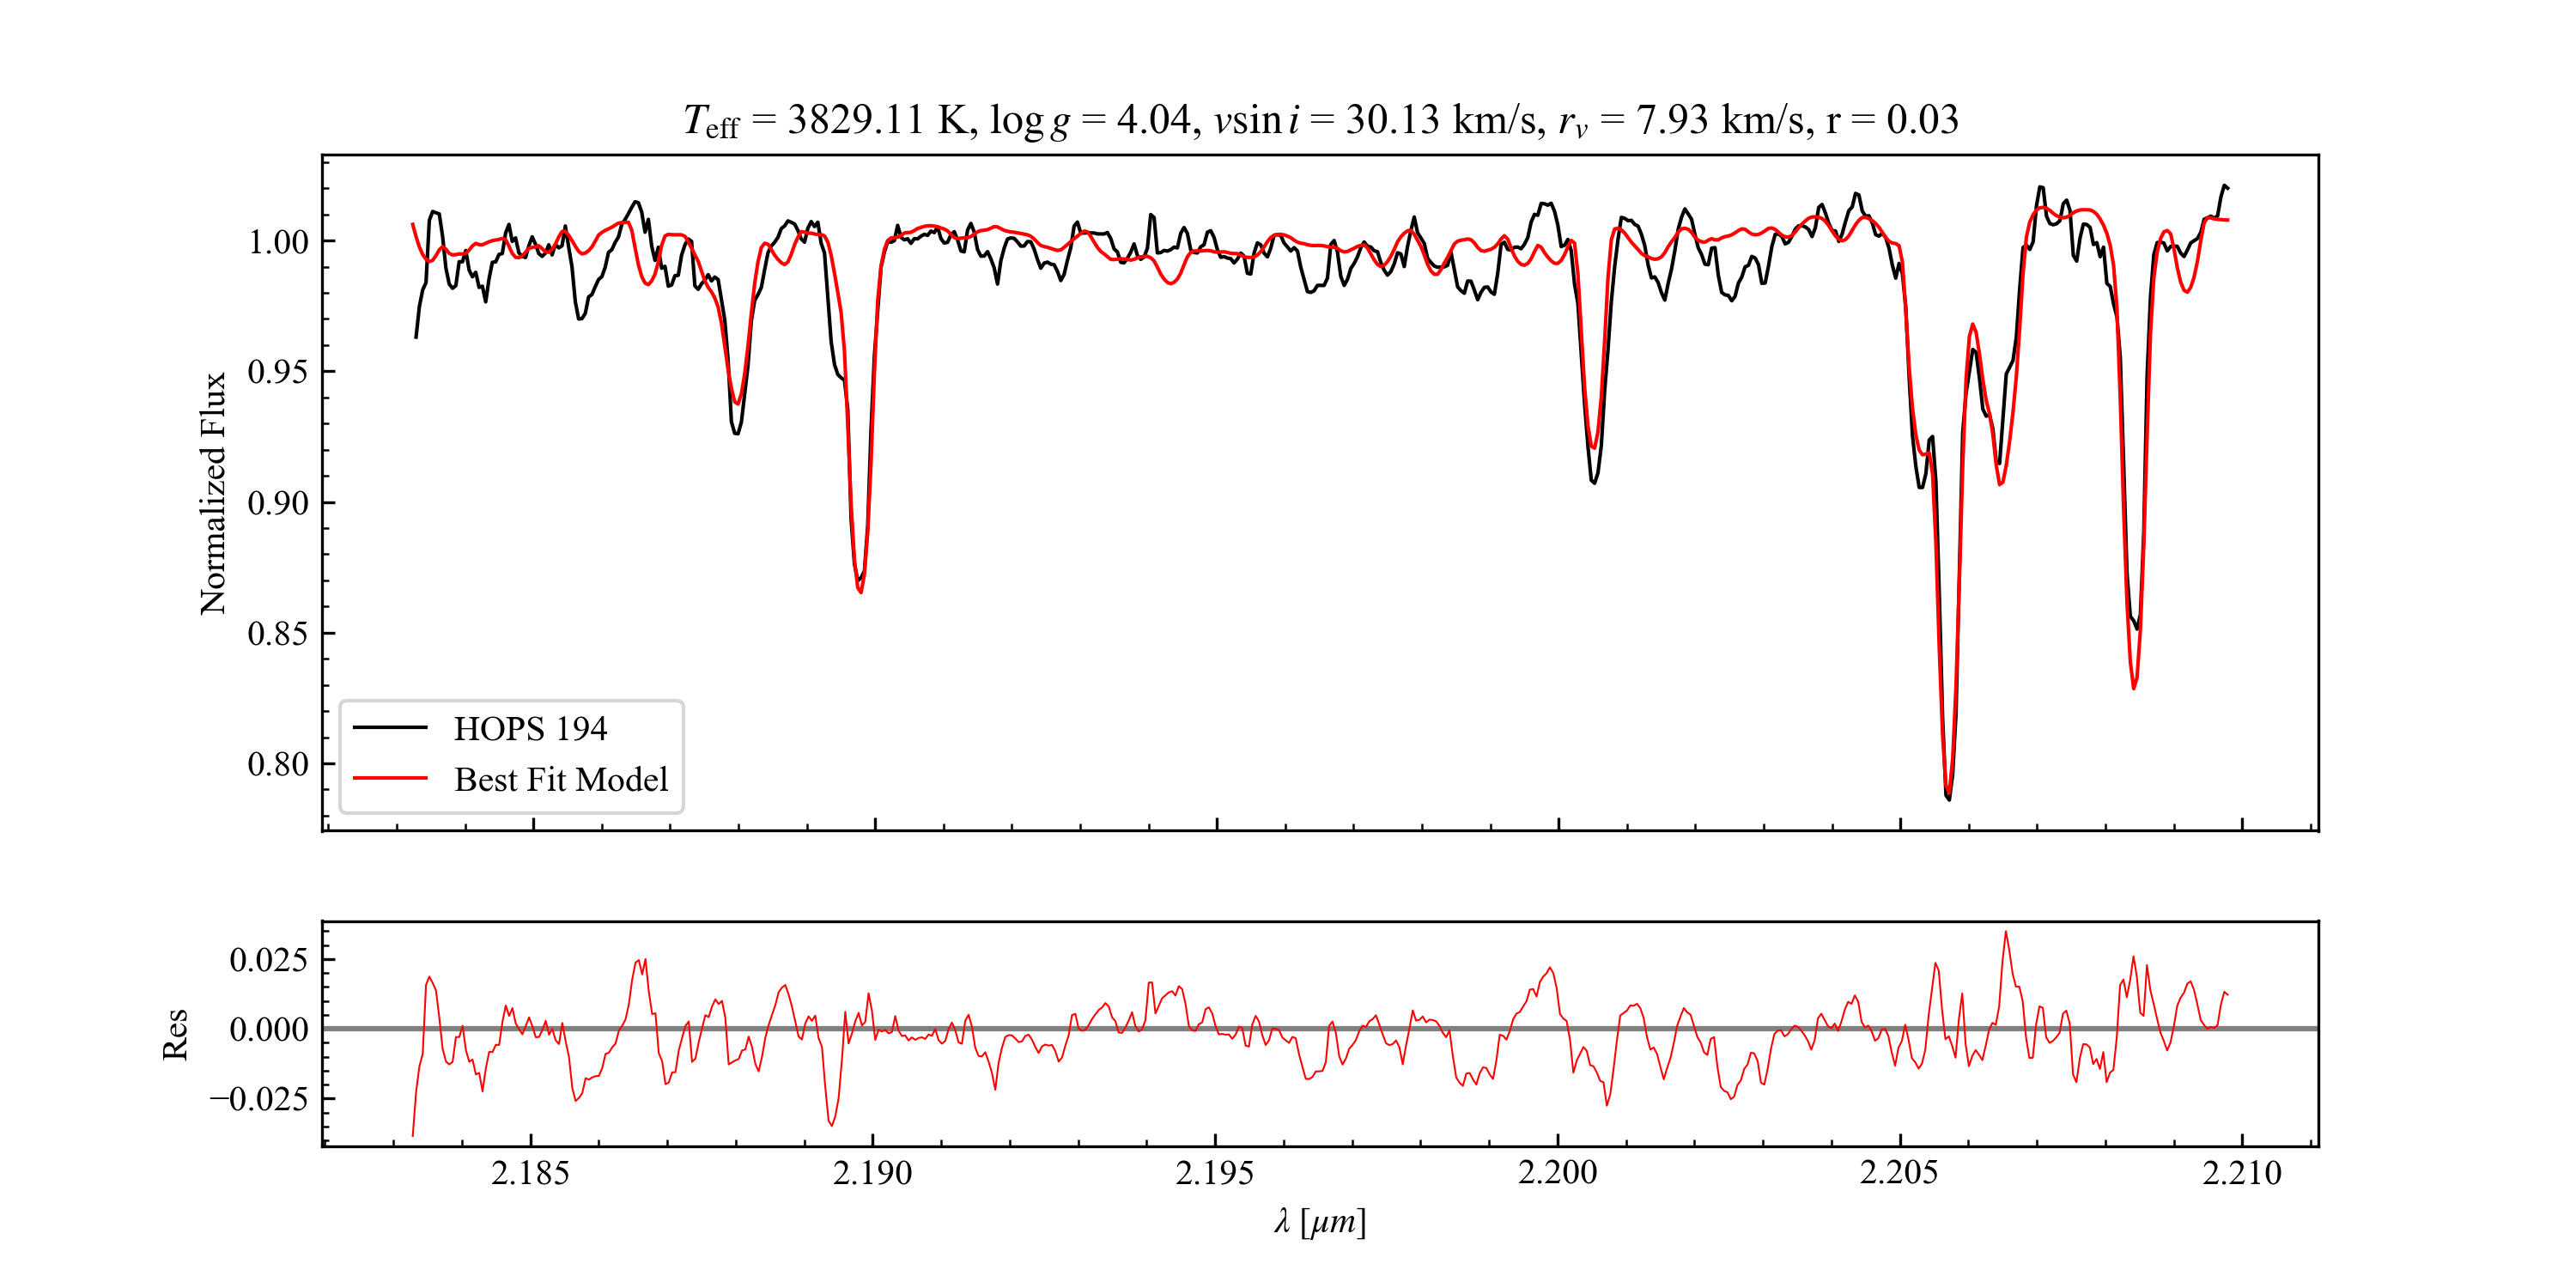 T_eff = 3829.11 K, log g = 4.04, v sin i = 30.13 km/s, r_v = 7.93 km/s, r = 0.03
1.00
0.95
0.90
0.85
0.80
Normalized Flux
HOPS 194
Best Fit Model
0.025
0.000
−0.025
Res
2.185 2.190 2.195 2.200 2.205 2.210
λ [μm]